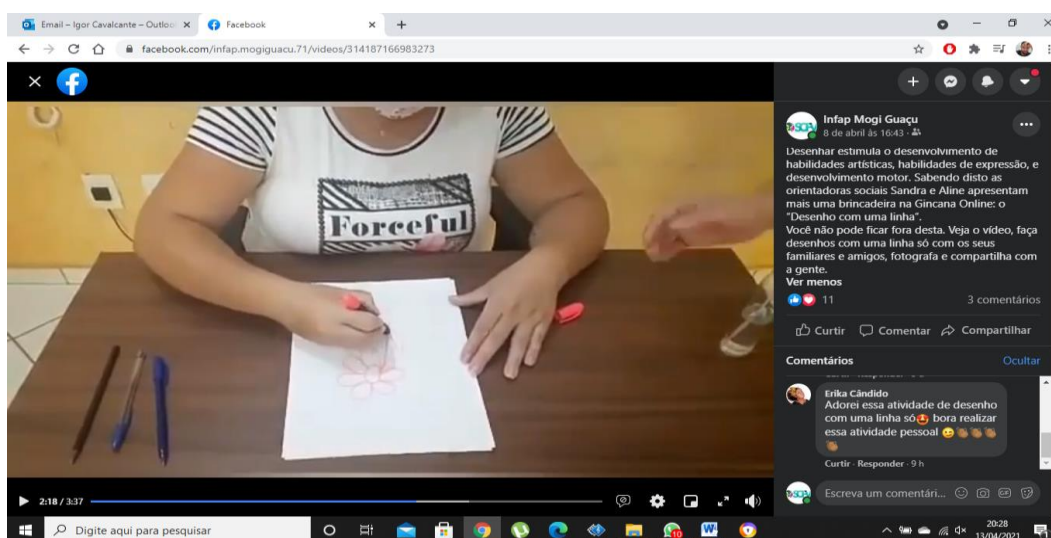 Email – Igor Cavalcante – Outloo
Facebook
facebook.com/infap.mogiguacu.71/videos/314187166983273
Infap Mogi Guaçu
8 de abril às 16:43
Desenhar estimula o desenvolvimento de
habilidades artísticas, habilidades de expressão, e
desenvolvimento motor. Sabendo disto as
orientadoras sociais Sandra e Aline apresentam
mais uma brincadeira na Gincana Online: o
"Desenho com uma linha".
Você não pode ficar fora desta. Veja o vídeo, faça
desenhos com uma linha só com os seus
familiares e amigos, fotografa e compartilha com
a gente.
Ver menos
11
3 comentários
Curtir Comentar Compartilhar
Comentários Ocultar
Erika Cândido
Adorei essa atividade de desenho
com uma linha só🤩 bora realizar
essa atividade pessoal 😉👏🏾👏🏾👏🏾
👏🏾
Curtir · Responder · 9 h
Escreva um comentári...
GIF
Forceful
2:18 / 3:37
Digite aqui para pesquisar
10
20:28
13/04/2021